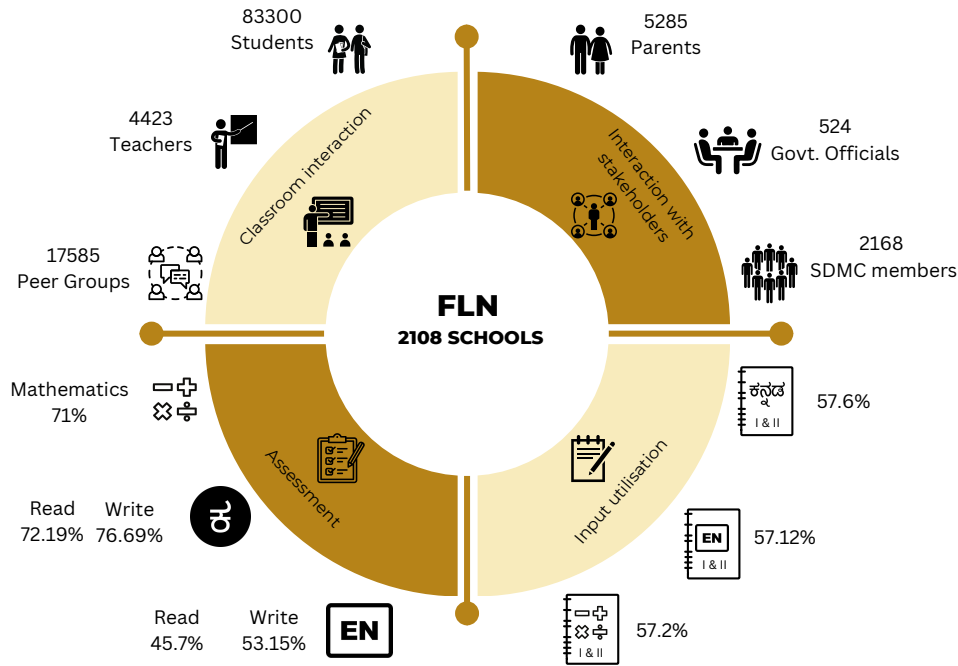 83300
Students
5285
Parents
4423
Teachers
524
Govt. Officials
Classroom interaction
Interaction with
stakeholders
17585
Peer Groups
2168
SDMC members
FLN
2108 SCHOOLS
Mathematics
71%
ಕನ್ನಡ
I & II
57.6%
Assessment
Input utilisation
Read
72.19%
Write
76.69%
EN
I & II
57.12%
Read
45.7%
Write
53.15%
EN
I & II
57.2%